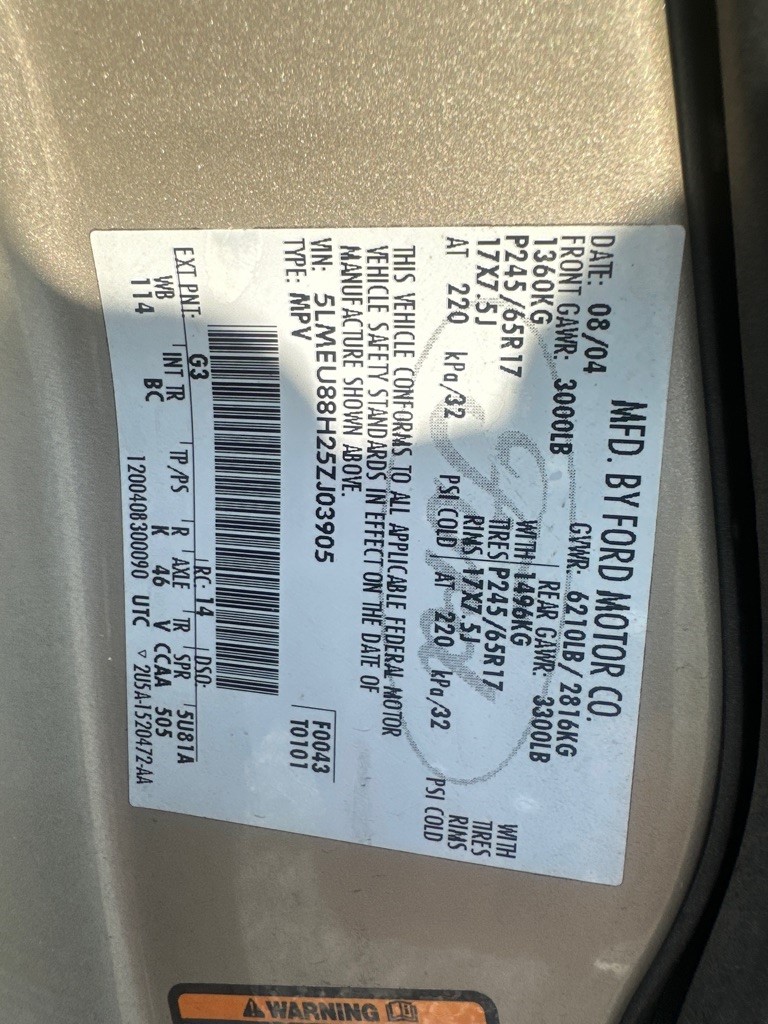 MFD. BY FORD MOTOR CO.
DATE: 08/04 GVWR: 6210LB/2816KG
FRONT GAWR: 3000LB REAR GAWR: 3300LB
1360KG WITH 1496KG WITH
P245/65R17 TIRES P245/65R17 TIRES
17X7.5J RIMS 17X7.5J RIMS
AT 220 kPa/32 PSI COLD AT 220 kPa/32 PSI COLD
THIS VEHICLE CONFORMS TO ALL APPLICABLE FEDERAL MOTOR
VEHICLE SAFETY STANDARDS IN EFFECT ON THE DATE OF
MANUFACTURE SHOWN ABOVE.
VIN: 5LMEU88H25ZJ03905 F0043
TYPE: MPV T0101
EXT PNT: G3 RC: 14 DSO:
WB INT TR TP/PS R AXLE TR SPR 5U81A
114 BC K 46 V CCAA 505
120040830090 UTC ▽ 2U5A-1520472-AA
⚠ WARNING